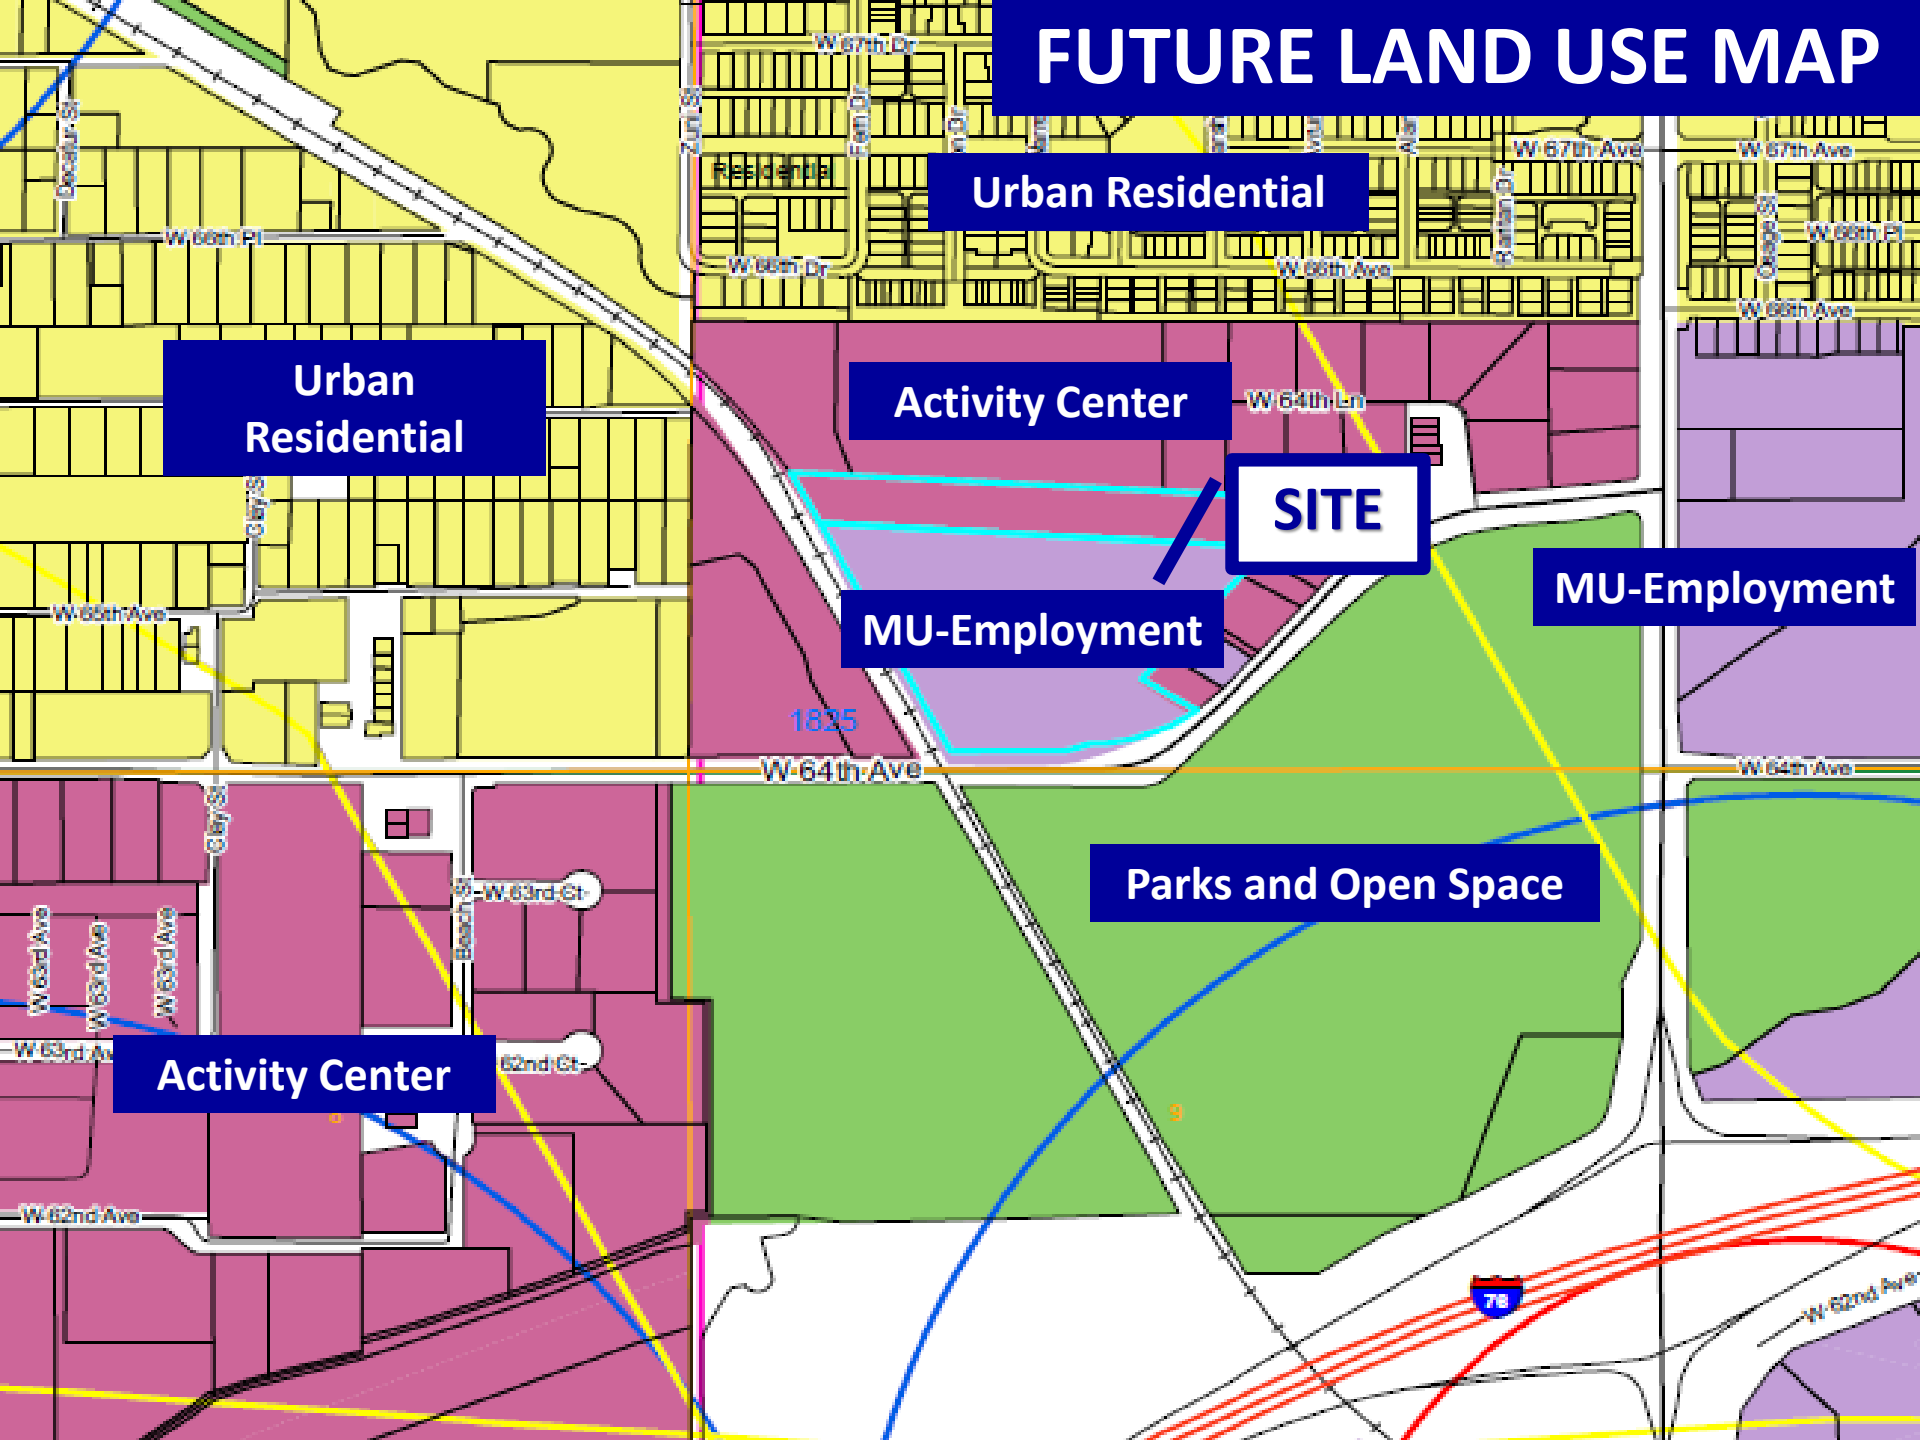 FUTURE LAND USE MAP
W 67th Dr
Zuni St
Fern Dr
Decatur St
W 67th Ave
W 67th Ave
Residential
Urban Residential
Raritan Dr
Osage St
W 66th Pl
W 66th Pl
W 66th Dr
W 66th Ave
W 66th Ave
Urban
Residential
Activity Center
W 64th Ln
Clay St
SITE
MU-Employment
W 65th Ave
MU-Employment
1825
W 64th Ave
W 64th Ave
Clay St
Parks and Open Space
W 63rd Ct
Beach St
W 63rd Ave
W 63rd Ave
W 63rd Ave
W 63rd Av
62nd Ct
Activity Center
W 62nd Ave
76
W 62nd Ave